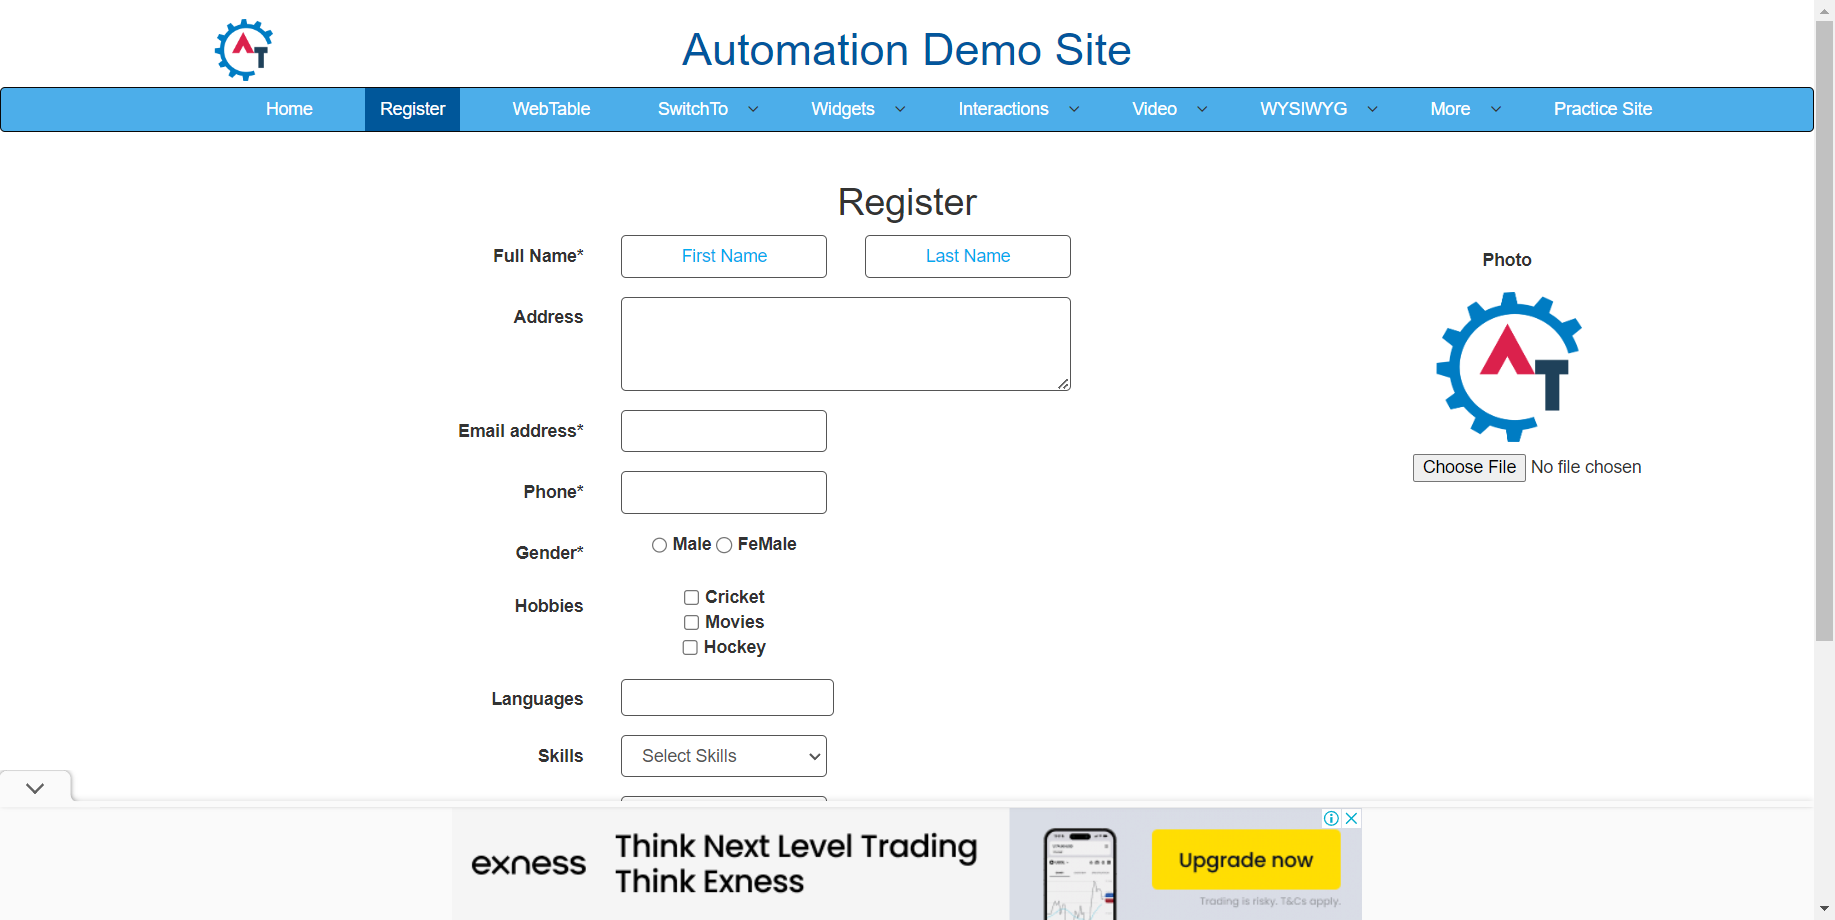 AT
Automation Demo Site
Home Register WebTable SwitchTo Widgets Interactions Video WYSIWYG More Practice Site
Register
Full Name* First Name Last Name
Photo
Address
AT
Email address*
Choose File No file chosen
Phone*
Gender* Male FeMale
Hobbies Cricket
Movies
Hockey
Languages
Skills Select Skills
exness
Think Next Level Trading
Think Exness
Upgrade now
Trading is risky. T&Cs apply.